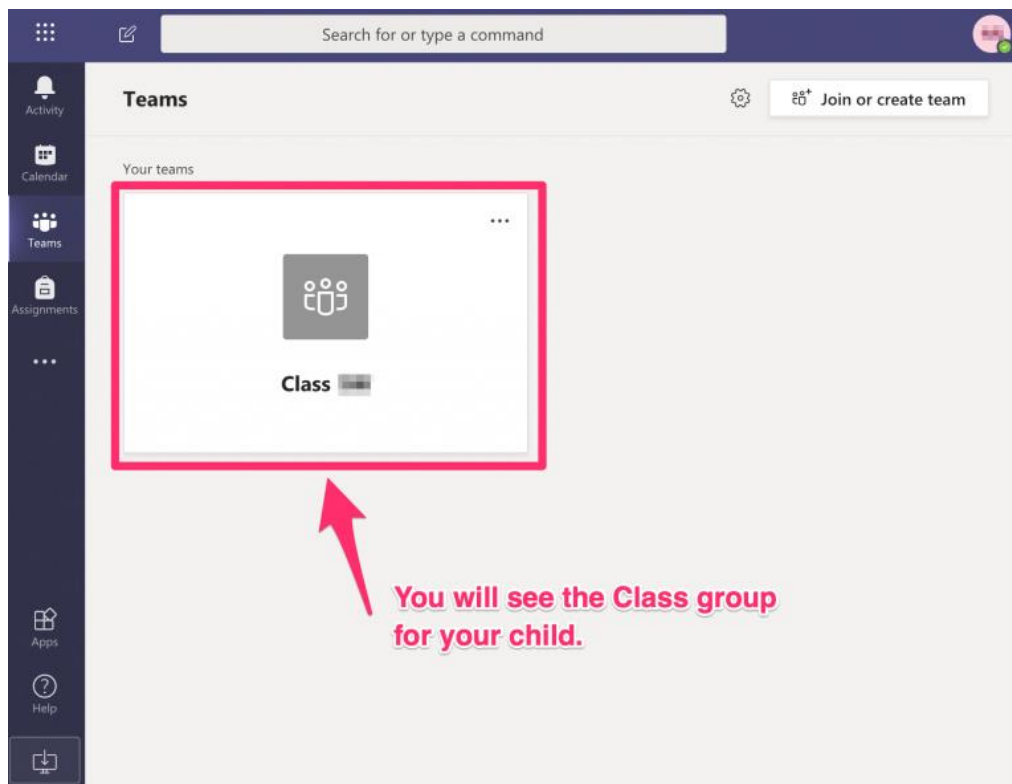 Search for or type a command
Activity
Teams
Join or create team
Calendar
Your teams
Teams
Assignments
Class
You will see the Class group
for your child.
Apps
Help